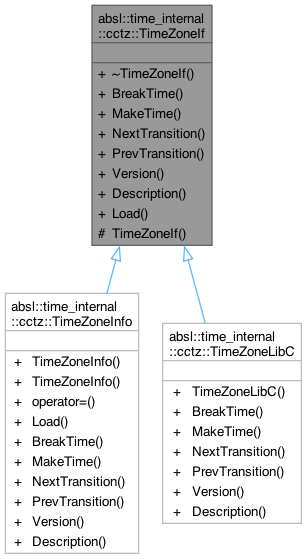 absl::time_internal
::cctz::TimeZoneIf
+ ~TimeZoneIf()
+ BreakTime()
+ MakeTime()
+ NextTransition()
+ PrevTransition()
+ Version()
+ Description()
+ Load()
# TimeZoneIf()
absl::time_internal
::cctz::TimeZoneInfo
+ TimeZoneInfo()
+ TimeZoneInfo()
+ operator=()
+ Load()
+ BreakTime()
+ MakeTime()
+ NextTransition()
+ PrevTransition()
+ Version()
+ Description()
absl::time_internal
::cctz::TimeZoneLibC
+ TimeZoneLibC()
+ BreakTime()
+ MakeTime()
+ NextTransition()
+ PrevTransition()
+ Version()
+ Description()